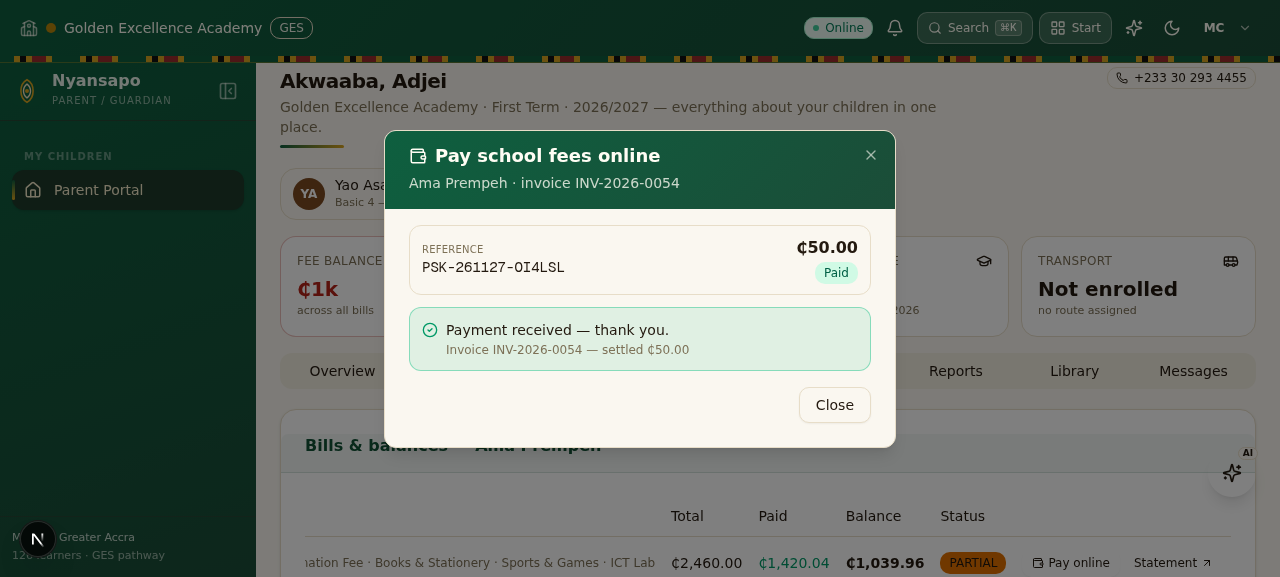 Golden Excellence Academy GES Online Search ⌘K Start MC
Nyansapo
PARENT / GUARDIAN
MY CHILDREN
Parent Portal
Greater Accra
GES pathway
Akwaaba, Adjei
+233 30 293 4455
Golden Excellence Academy · First Term · 2026/2027 — everything about your children in one
place.
YA
Basic 4
Pay school fees online
Ama Prempeh · invoice INV-2026-0054
REFERENCE
PSK-261127-OI4LSL
₵50.00
Paid
Payment received — thank you.
Invoice INV-2026-0054 — settled ₵50.00
Close
FEE BALANCE
₵1k
across all bills
2026
TRANSPORT
Not enrolled
no route assigned
Overview Reports Library Messages
Bills & balances — Ama Prempeh
AI
Total Paid Balance Status
Fee · Books & Stationery · Sports & Games · ICT Lab ₵2,460.00 ₵1,420.04 ₵1,039.96 PARTIAL Pay online Statement ↗